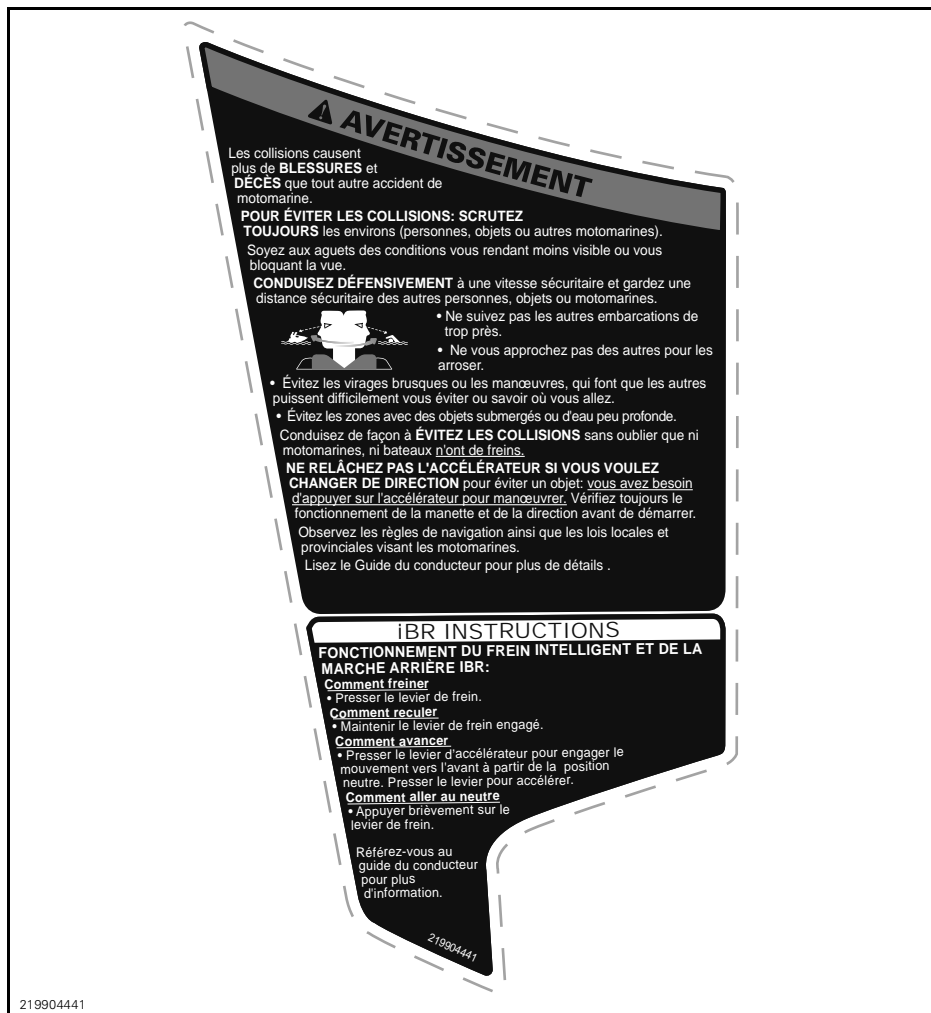 AVERTISSEMENT
Les collisions causent
plus de BLESSURES et
DÉCÈS que tout autre accident de
motomarine.
POUR ÉVITER LES COLLISIONS: SCRUTEZ
TOUJOURS les environs (personnes, objets ou autres motomarines).
Soyez aux aguets des conditions vous rendant moins visible ou vous
bloquant la vue.
CONDUISEZ DÉFENSIVEMENT à une vitesse sécuritaire et gardez une
distance sécuritaire des autres personnes, objets ou motomarines.
• Ne suivez pas les autres embarcations de
trop près.
• Ne vous approchez pas des autres pour les
arroser.
• Évitez les virages brusques ou les manœuvres, qui font que les autres
puissent difficilement vous éviter ou savoir où vous allez.
• Évitez les zones avec des objets submergés ou d'eau peu profonde.
Conduisez de façon à ÉVITEZ LES COLLISIONS sans oublier que ni
motomarines, ni bateaux n'ont de freins.
NE RELÂCHEZ PAS L'ACCÉLÉRATEUR SI VOUS VOULEZ
CHANGER DE DIRECTION pour éviter un objet: vous avez besoin
d'appuyer sur l'accélérateur pour manœuvrer. Vérifiez toujours le
fonctionnement de la manette et de la direction avant de démarrer.
Observez les règles de navigation ainsi que les lois locales et
provinciales visant les motomarines.
Lisez le Guide du conducteur pour plus de détails .
iBR INSTRUCTIONS
FONCTIONNEMENT DU FREIN INTELLIGENT ET DE LA
MARCHE ARRIÈRE IBR:
Comment freiner
• Presser le levier de frein.
Comment reculer
• Maintenir le levier de frein engagé.
Comment avancer
• Presser le levier d'accélérateur pour engager le
mouvement vers l'avant à partir de la position
neutre. Presser le levier pour accélérer.
Comment aller au neutre
• Appuyer brièvement sur le
levier de frein.
Référez-vous au
guide du conducteur
pour plus
d'information.
219904441
219904441